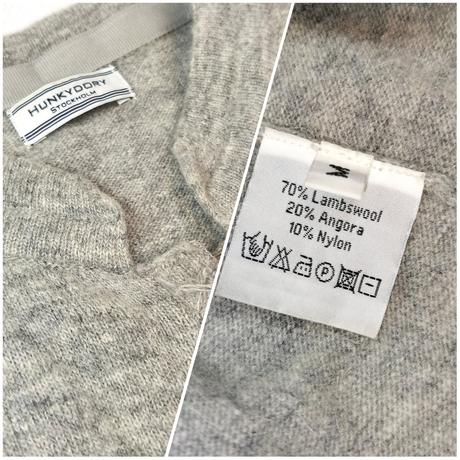 HUNKYDORY
STOCKHOLM
M
70% Lambswool
20% Angora
10% Nylon
P